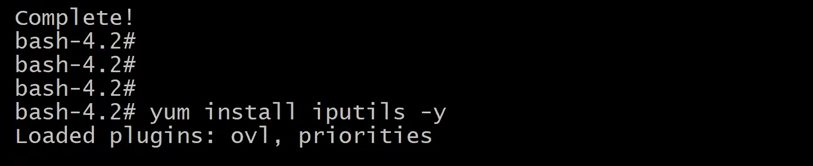 Complete!
bash-4.2#
bash-4.2#
bash-4.2#
bash-4.2# yum install iputils -y
Loaded plugins: ovl, priorities